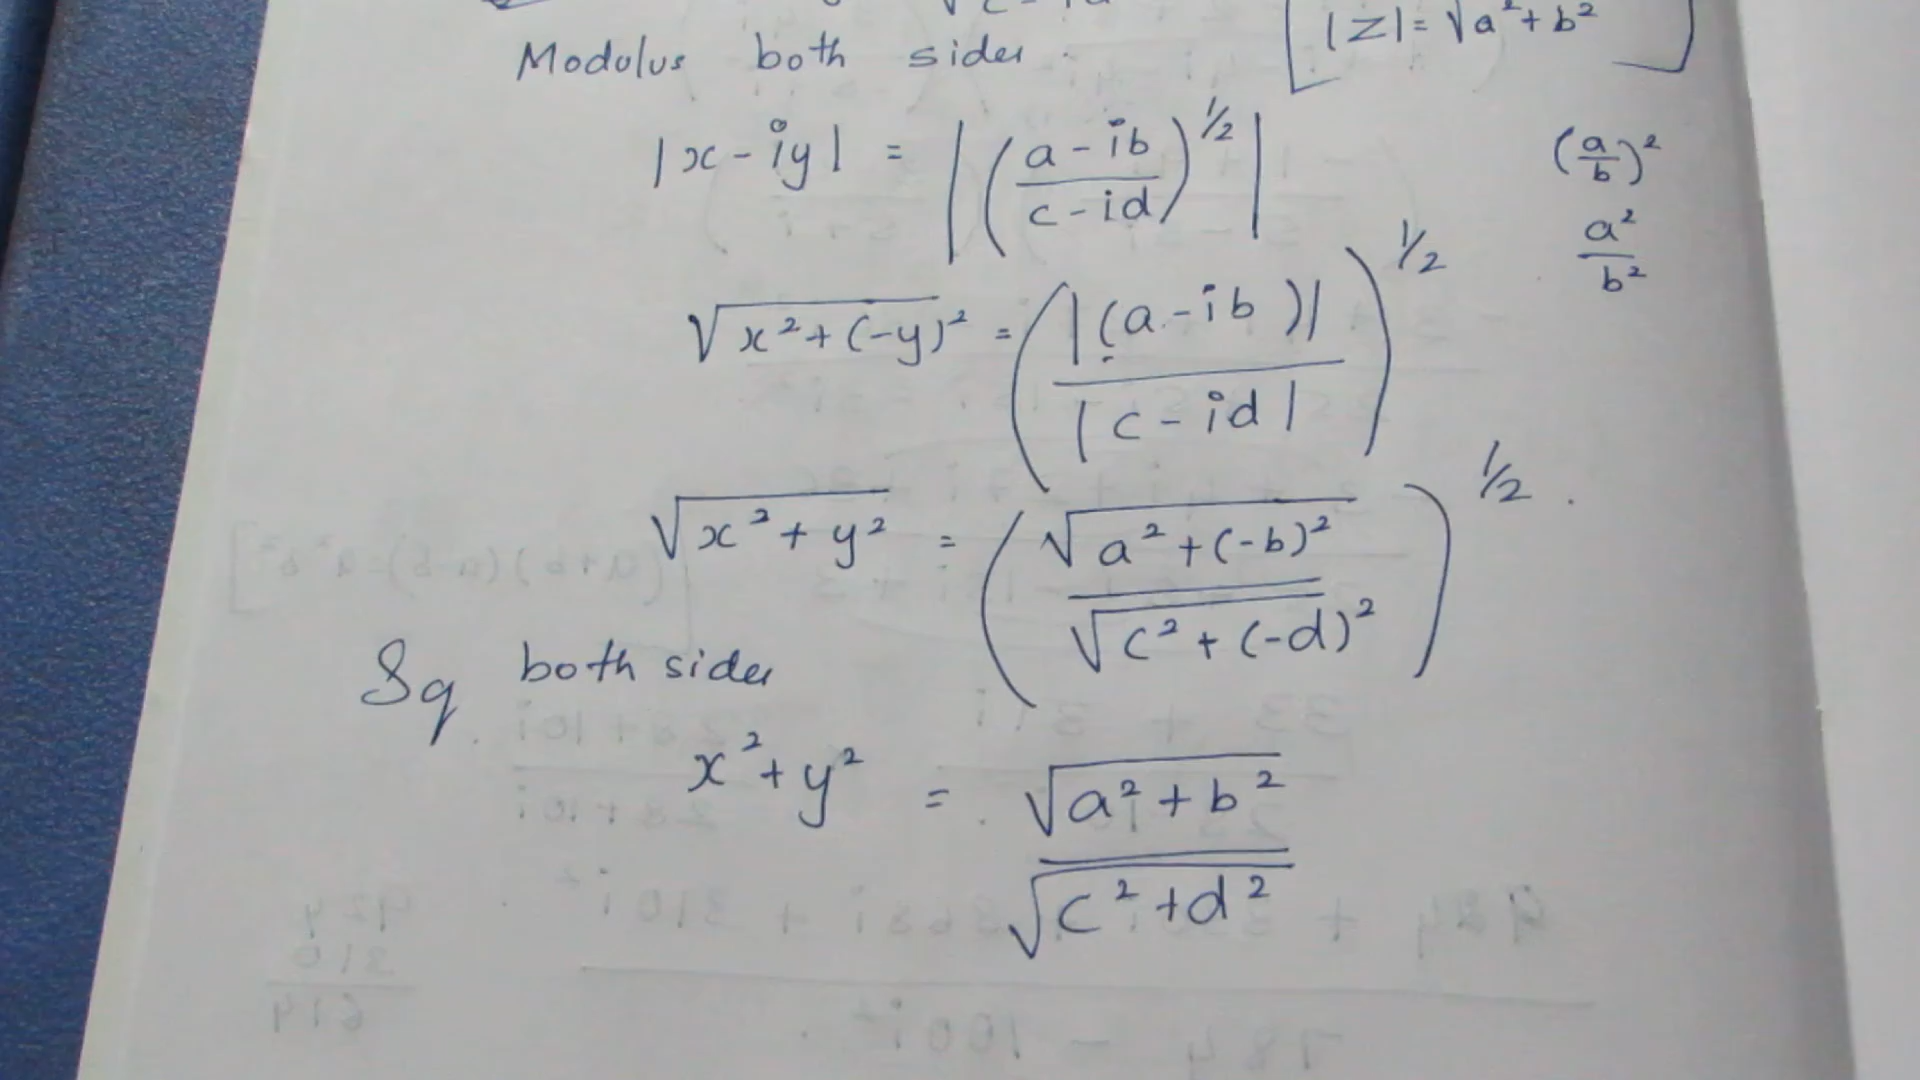 |Z| = √a²+b²
Modulus both sides
|x - iy| = |((a - ib)/(c - id))^1/2|
(a/b)²
a²/b²
√x² + (-y)² = (|(a - ib)|/|c - id|)^1/2
√x² + y² = (√a² + (-b)²/√c² + (-d)²)^1/2 .
Sq both sides
x² + y² = √a² + b²/√c² + d²